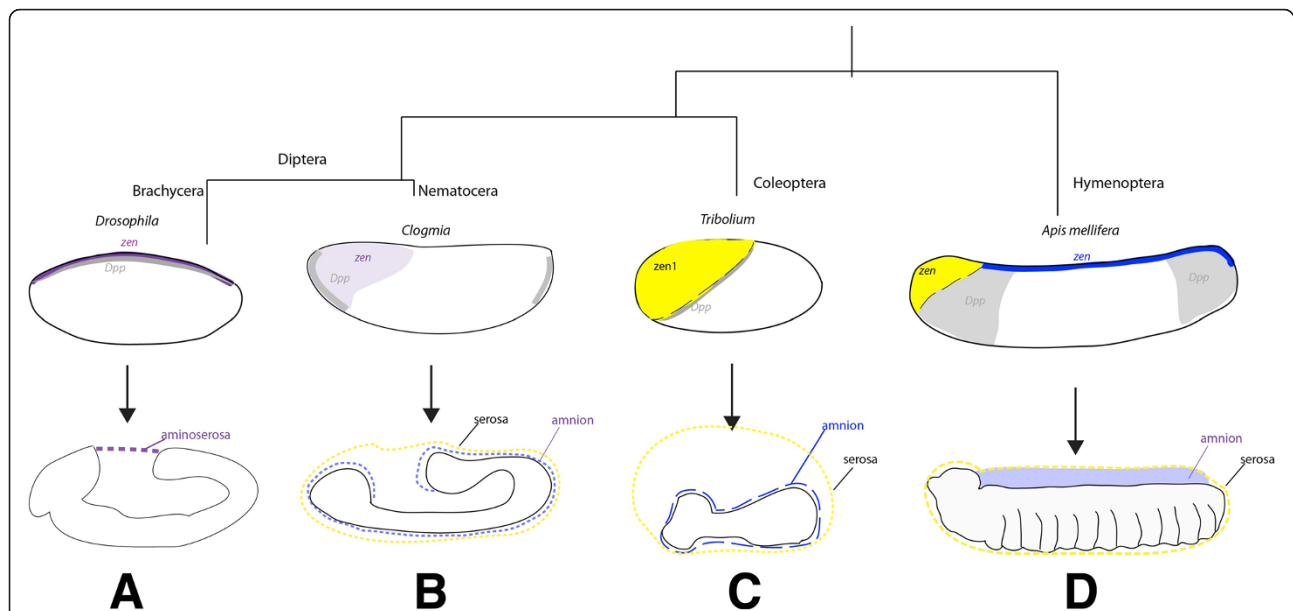 Diptera
Brachycera
Nematocera
Coleoptera
Hymenoptera
Drosophila
Clogmia
Tribolium
Apis mellifera
zen
Dpp
zen
Dpp
zen1
Dpp
zen
zen
Dpp
Dpp
aminoserosa
serosa
amnion
amnion
serosa
amnion
serosa
A
B
C
D